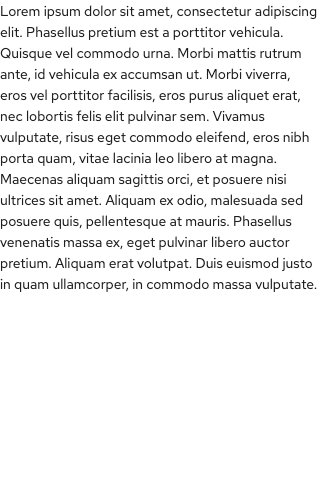 Lorem ipsum dolor sit amet, consectetur adipiscing
elit. Phasellus pretium est a porttitor vehicula.
Quisque vel commodo urna. Morbi mattis rutrum
ante, id vehicula ex accumsan ut. Morbi viverra,
eros vel porttitor facilisis, eros purus aliquet erat,
nec lobortis felis elit pulvinar sem. Vivamus
vulputate, risus eget commodo eleifend, eros nibh
porta quam, vitae lacinia leo libero at magna.
Maecenas aliquam sagittis orci, et posuere nisi
ultrices sit amet. Aliquam ex odio, malesuada sed
posuere quis, pellentesque at mauris. Phasellus
venenatis massa ex, eget pulvinar libero auctor
pretium. Aliquam erat volutpat. Duis euismod justo
in quam ullamcorper, in commodo massa vulputate.